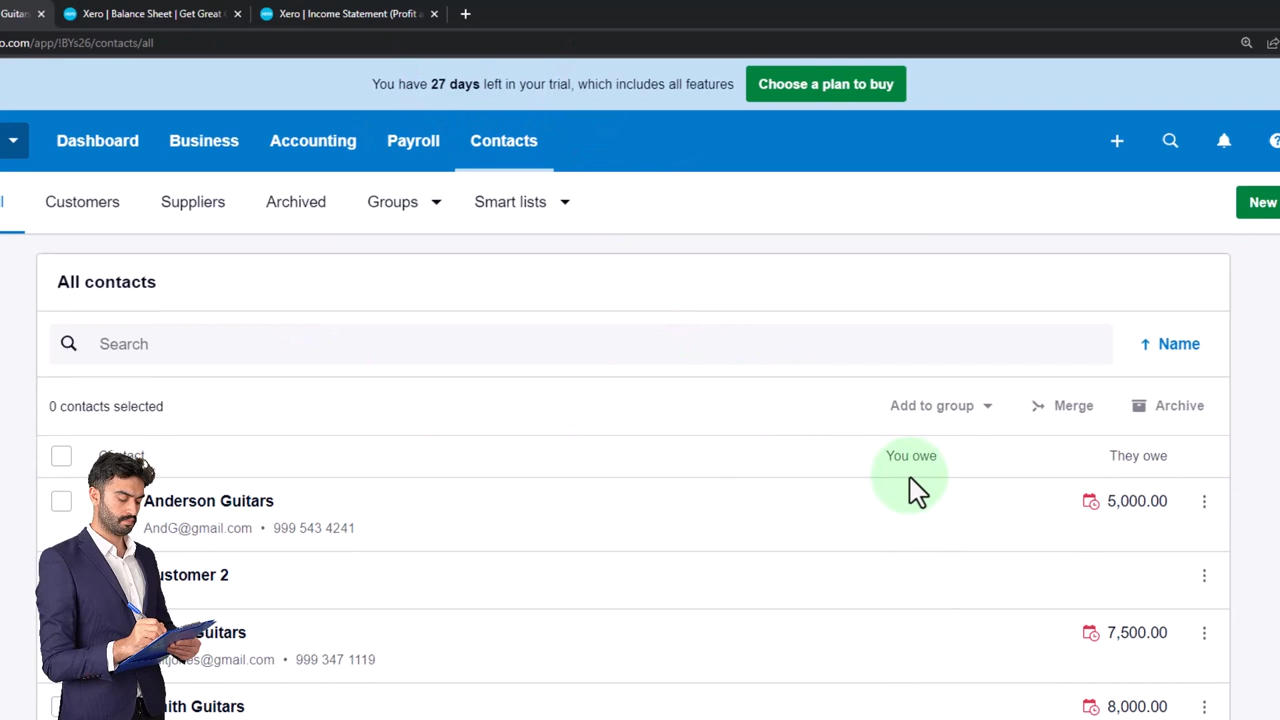 Guitars
Xero | Balance Sheet | Get Great
Xero | Income Statement (Profit
o.com/app/!BYs26/contacts/all
You have 27 days left in your trial, which includes all features
Choose a plan to buy
Dashboard Business Accounting Payroll Contacts
Customers Suppliers Archived Groups Smart lists New
All contacts
Search Name
0 contacts selected Add to group Merge Archive
You owe They owe
Anderson Guitars 5,000.00
AndG@gmail.com • 999 543 4241
ustomer 2
Guitars 7,500.00
jones@gmail.com • 999 347 1119
ith Guitars 8,000.00